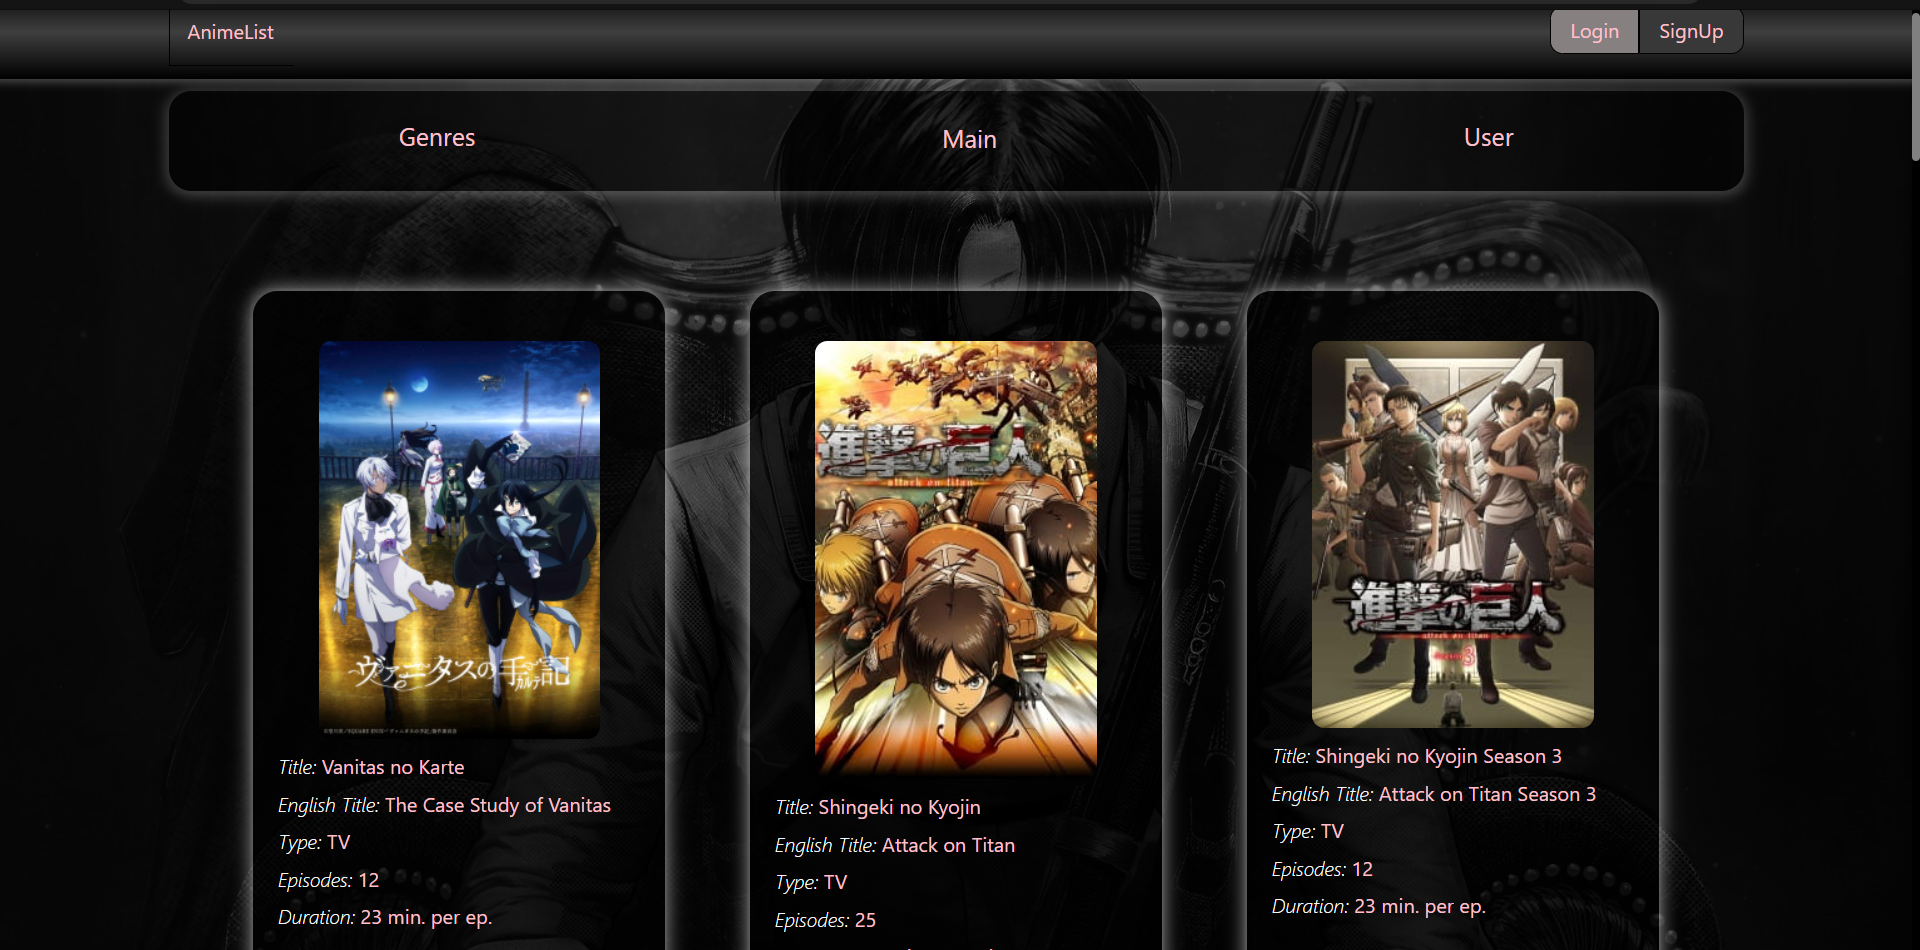 AnimeList
Login
SignUp
Genres
Main
User
ヴァニタスの手記
カルテ
進撃の巨人
attack on titan
進撃の巨人
attack on titan
Title: Vanitas no Karte
English Title: The Case Study of Vanitas
Type: TV
Episodes: 12
Duration: 23 min. per ep.
Title: Shingeki no Kyojin
English Title: Attack on Titan
Type: TV
Episodes: 25
Title: Shingeki no Kyojin Season 3
English Title: Attack on Titan Season 3
Type: TV
Episodes: 12
Duration: 23 min. per ep.